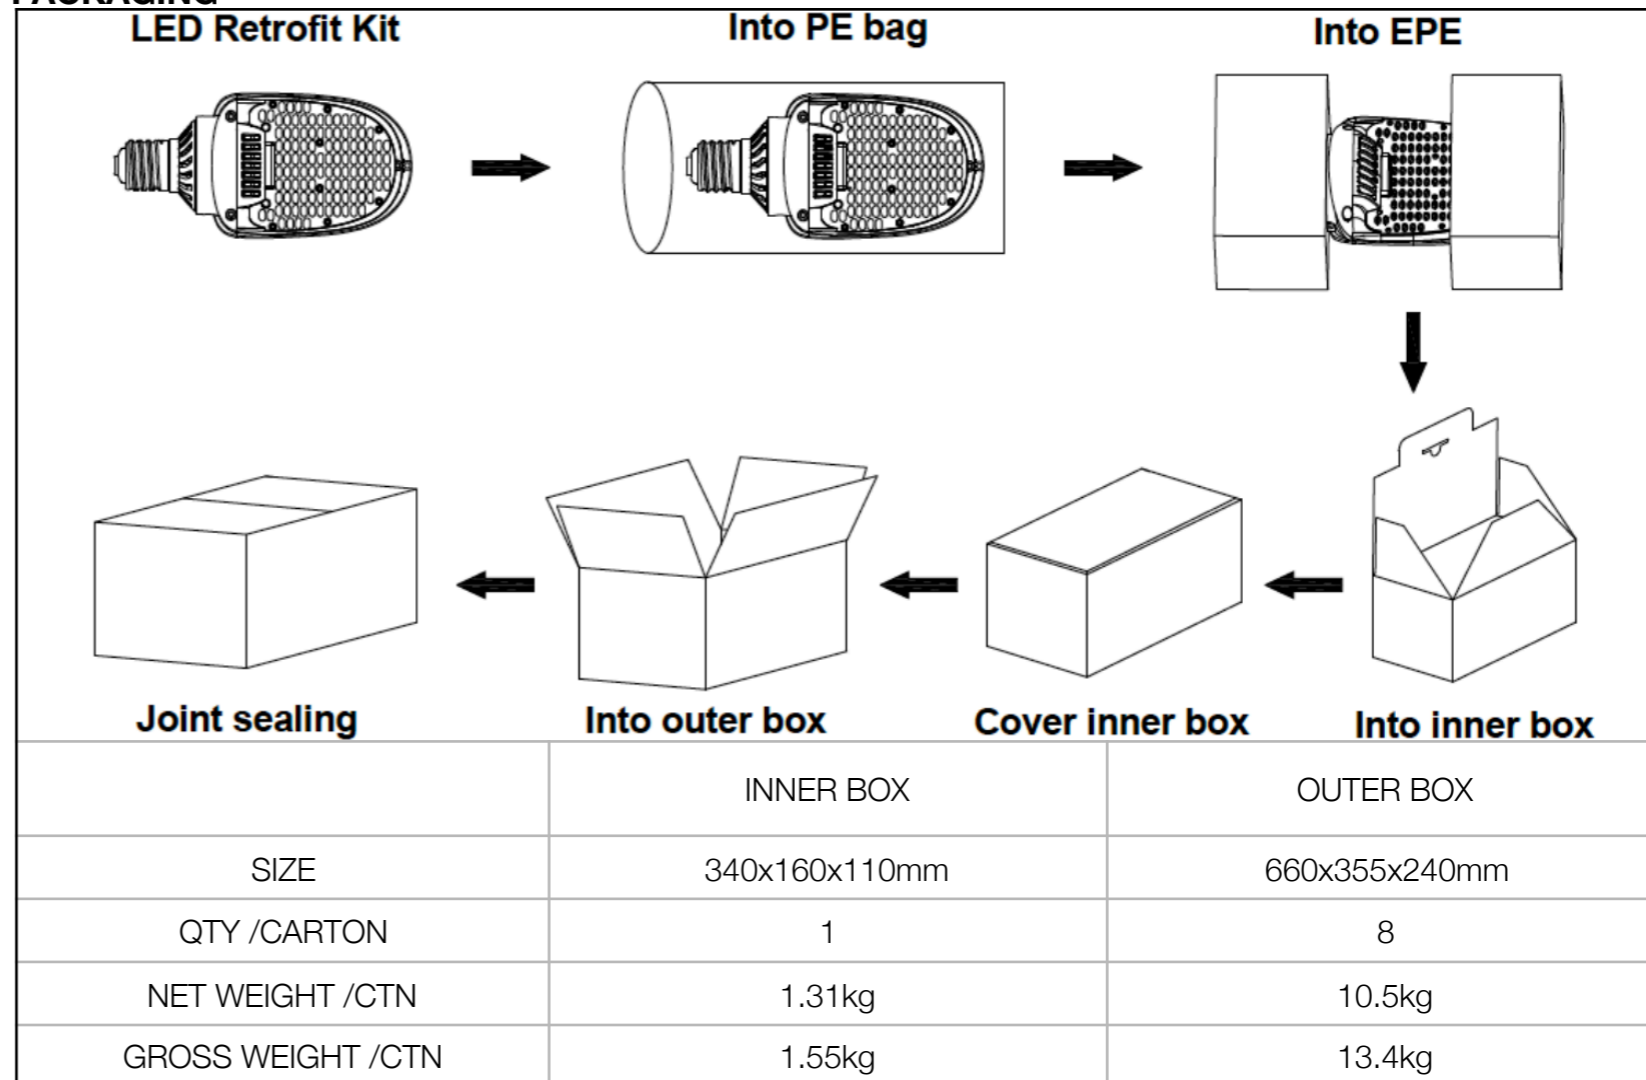 PACKAGING
LED Retrofit Kit
Into PE bag
Into EPE
Joint sealing
Into outer box
Cover inner box
Into inner box
INNER BOX
OUTER BOX
SIZE
340x160x110mm
660x355x240mm
QTY /CARTON
1
8
NET WEIGHT /CTN
1.31kg
10.5kg
GROSS WEIGHT /CTN
1.55kg
13.4kg